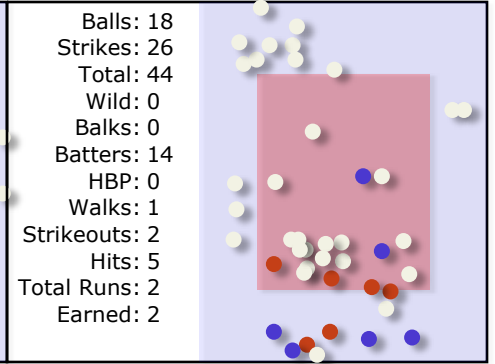 Balls: 18
Strikes: 26
Total: 44
Wild: 0
Balks: 0
Batters: 14
HBP: 0
Walks: 1
Strikeouts: 2
Hits: 5
Total Runs: 2
Earned: 2